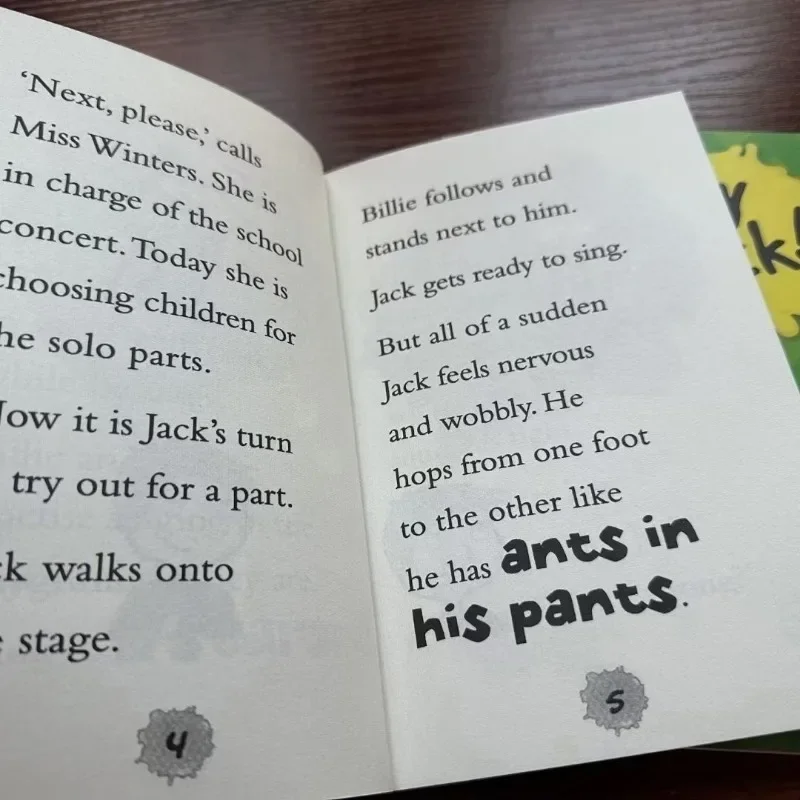 ‘Next, please,’ calls
Miss Winters. She is
in charge of the school
concert. Today she is
choosing children for
he solo parts.
ow it is Jack’s turn
try out for a part.
k walks onto
stage.
4
Billie follows and
stands next to him.
Jack gets ready to sing.
But all of a sudden
Jack feels nervous
and wobbly. He
hops from one foot
to the other like
he has ants in
his pants.
5